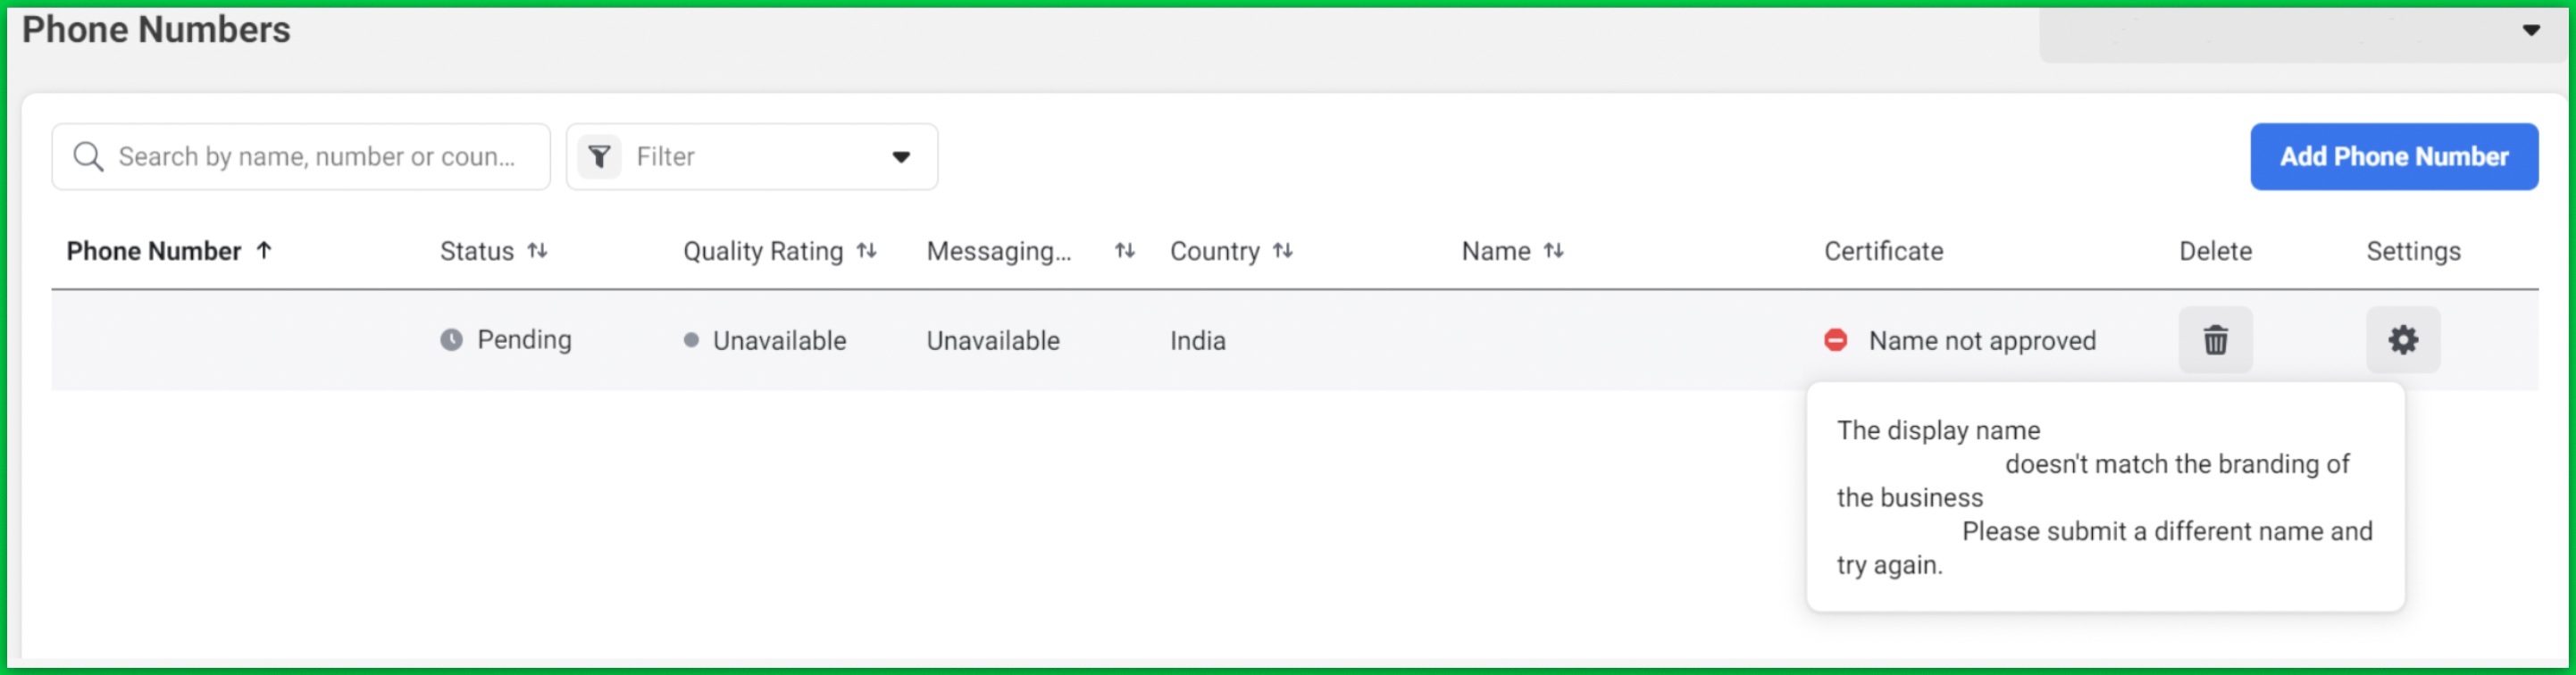 Phone Numbers
Search by name, number or coun...
Filter
Add Phone Number
Phone Number Status Quality Rating Messaging... Country Name Certificate Delete Settings
Pending Unavailable Unavailable India Name not approved
The display name
doesn't match the branding of
the business
Please submit a different name and
try again.